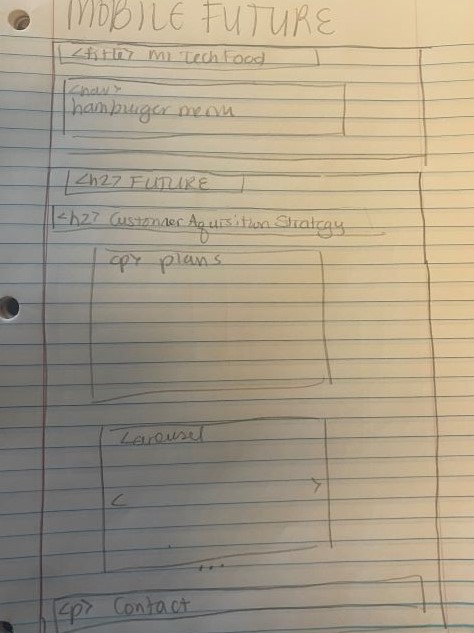 MOBILE FUTURE
<title> Mi TechFood
<nav>
hamburger menu
<h2> FUTURE
<h2> Customer Aquisition Strategy
<p> plans
Carousel
< >
...
<p> Contact